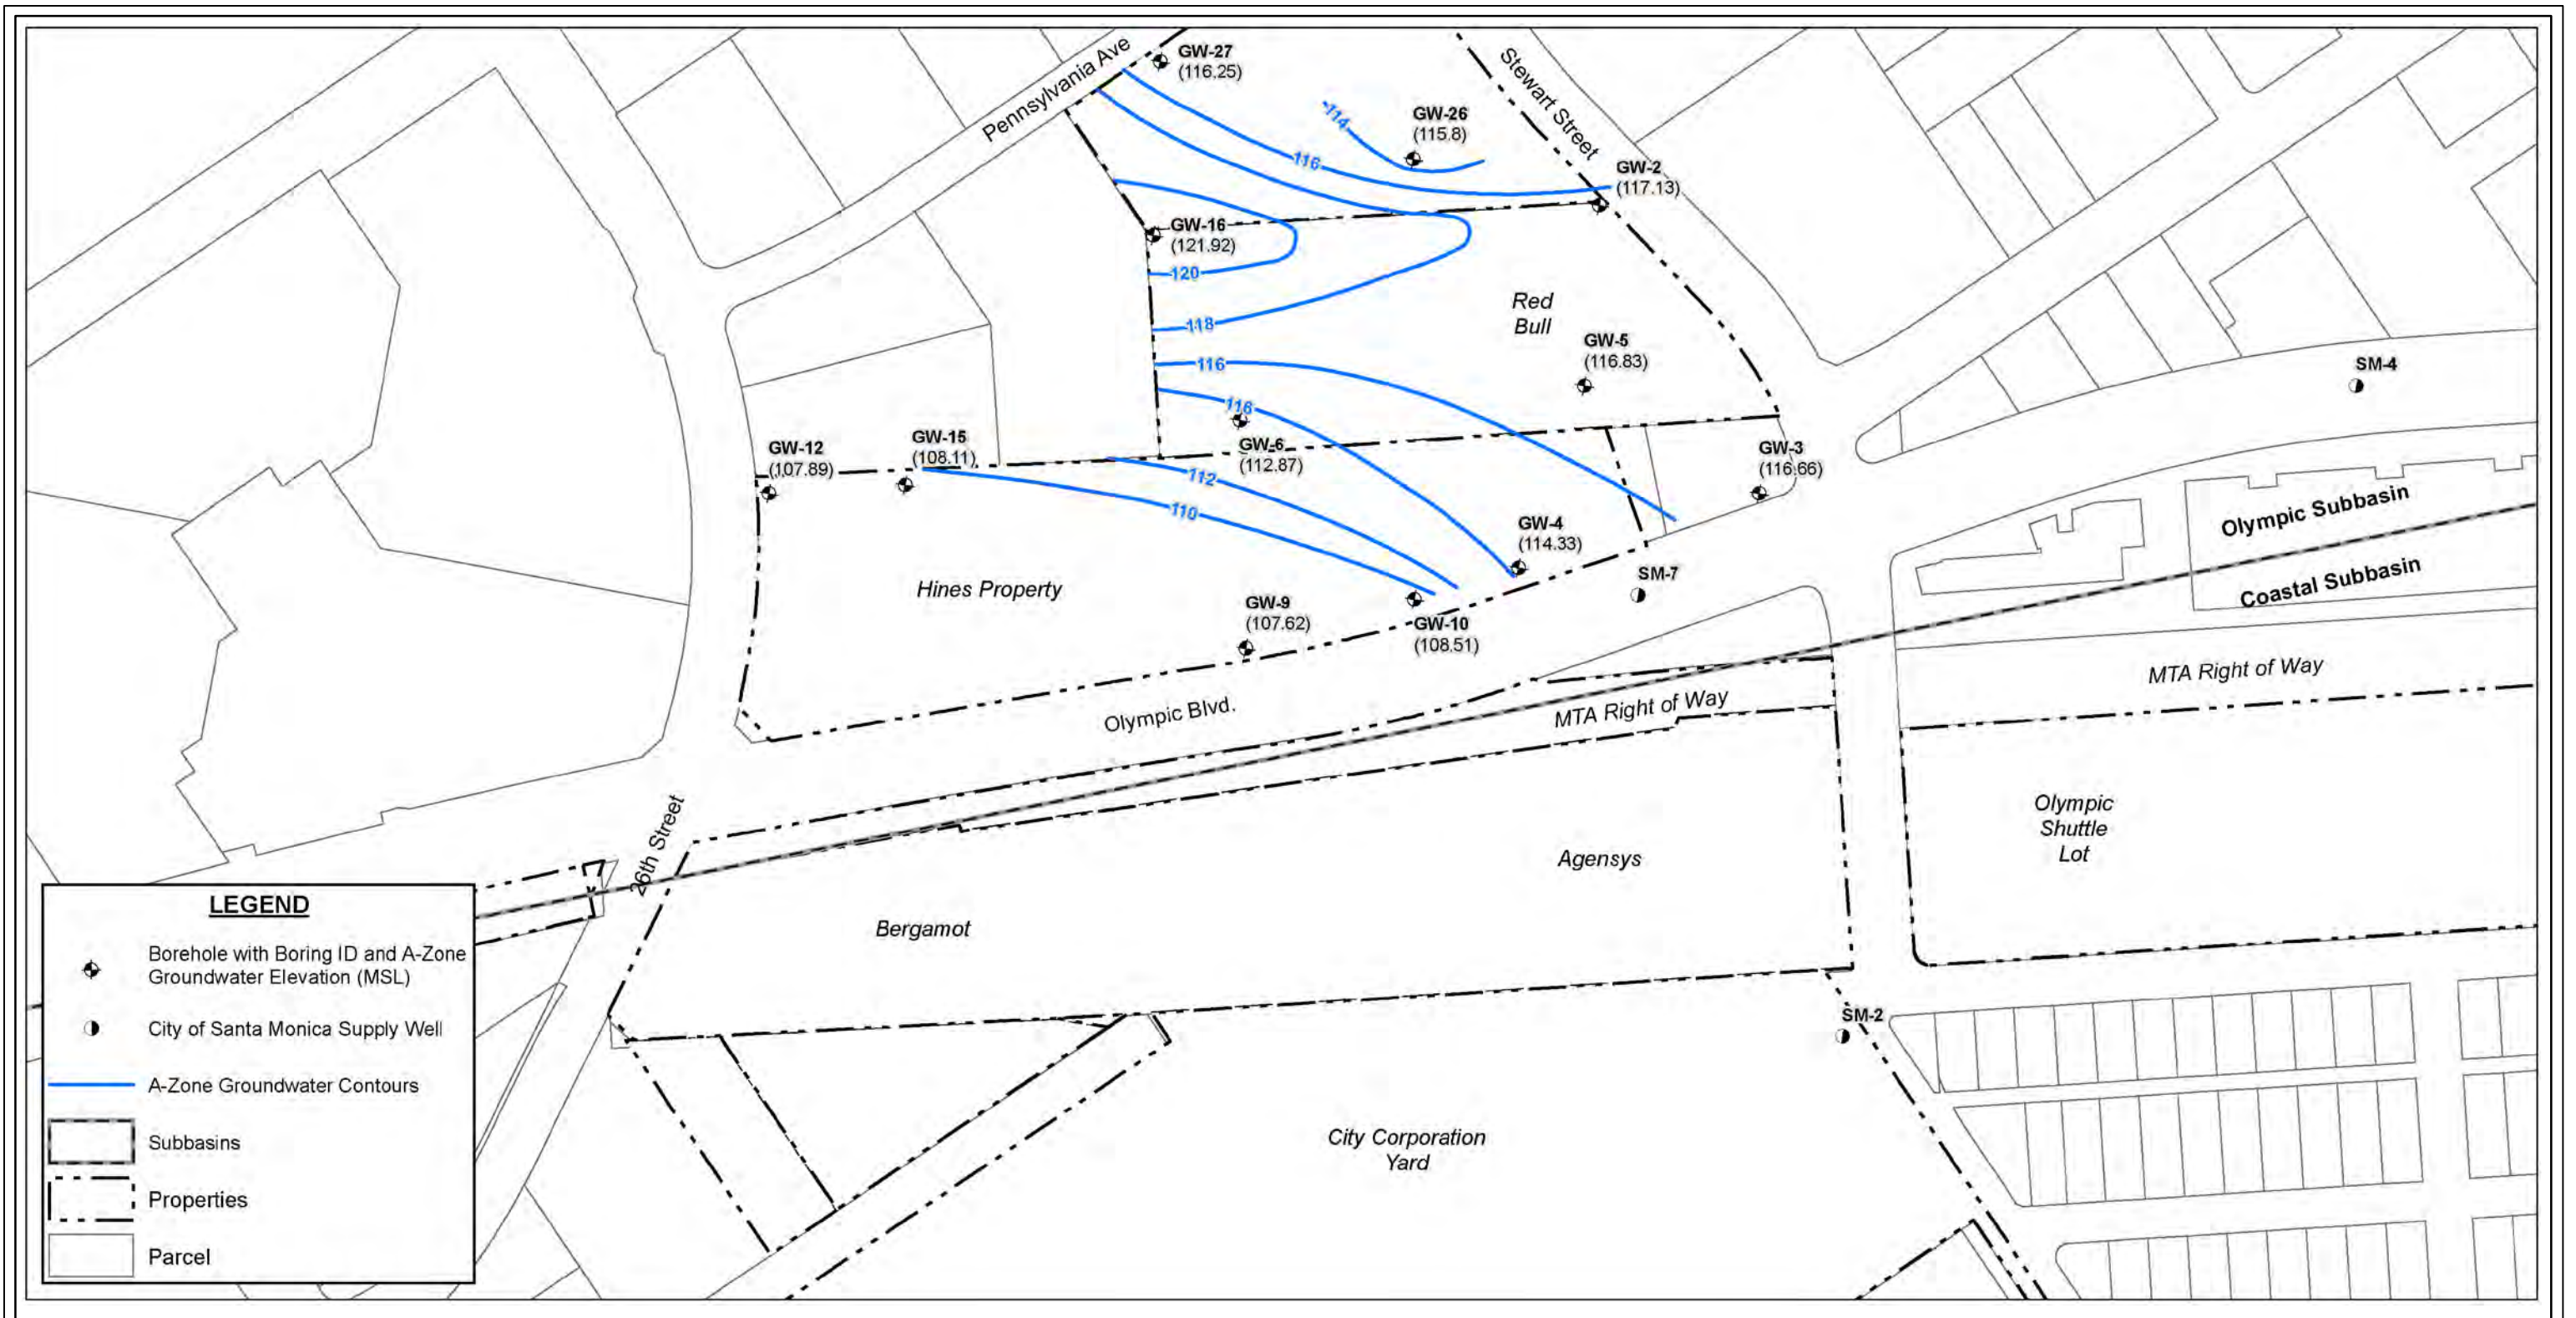 Pennsylvania Ave
GW-27
(116.25)
Stewart Street
GW-26
(115.8)
114
116
GW-2
(117.13)
GW-16
(121.92)
120
118
Red
Bull
116
GW-5
(116.83)
SM-4
116
GW-6
(112.87)
GW-12
(107.89)
GW-15
(108.11)
GW-3
(116.66)
112
110
GW-4
(114.33)
Olympic Subbasin
Coastal Subbasin
Hines Property
SM-7
GW-9
(107.62)
GW-10
(108.51)
MTA Right of Way
MTA Right of Way
Olympic Blvd.
26th Street
Olympic
Shuttle
Lot
Agensys
Bergamot
SM-2
City Corporation
Yard
LEGEND
Borehole with Boring ID and A-Zone
Groundwater Elevation (MSL)
City of Santa Monica Supply Well
A-Zone Groundwater Contours
Subbasins
Properties
Parcel